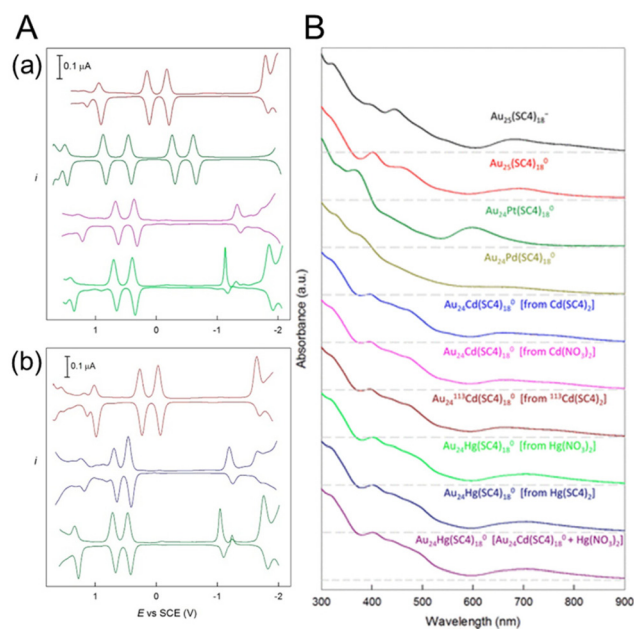 A
(a)
0.1 µA
i
1
0
-1
-2
(b)
0.1 µA
i
1
0
-1
-2
E vs SCE (V)
B
Absorbance (a.u.)
Au₂₅(SC4)₁₈⁻
Au₂₅(SC4)₁₈⁰
Au₂₄Pt(SC4)₁₈⁰
Au₂₄Pd(SC4)₁₈⁰
Au₂₄Cd(SC4)₁₈⁰ [from Cd(SC4)₂]
Au₂₄Cd(SC4)₁₈⁰ [from Cd(NO₃)₂]
Au₂₄¹¹³Cd(SC4)₁₈⁰ [from ¹¹³Cd(SC4)₂]
Au₂₄Hg(SC4)₁₈⁰ [from Hg(NO₃)₂]
Au₂₄Hg(SC4)₁₈⁰ [from Hg(SC4)₂]
Au₂₄Hg(SC4)₁₈⁰ [Au₂₄Cd(SC4)₁₈⁰ + Hg(NO₃)₂]
300 400 500 600 700 800 900
Wavelength (nm)